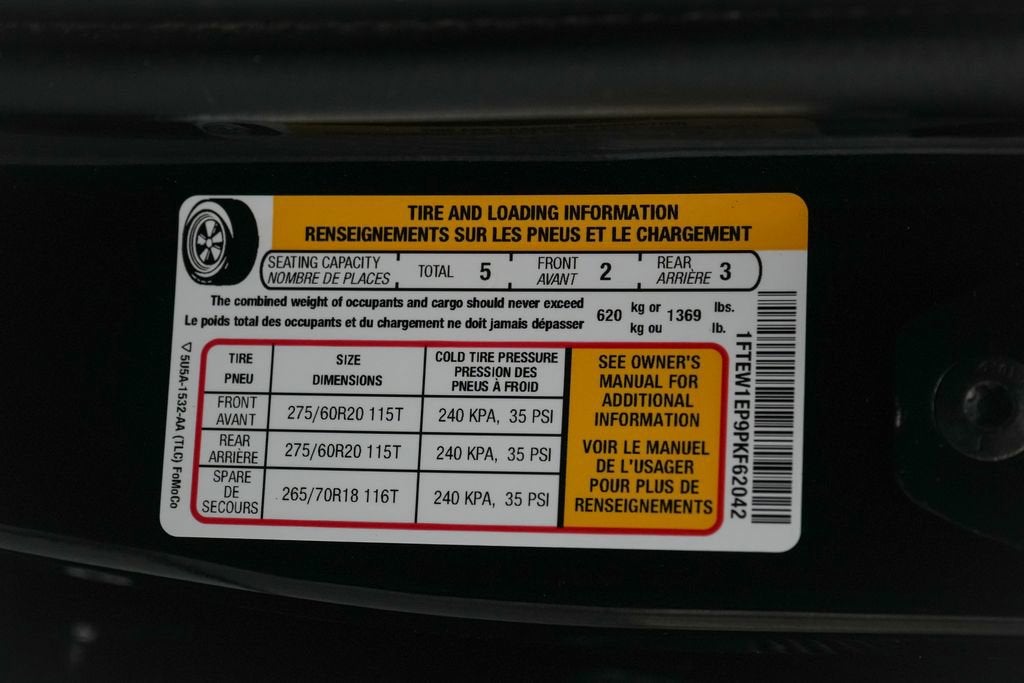 TIRE AND LOADING INFORMATION
RENSEIGNEMENTS SUR LES PNEUS ET LE CHARGEMENT
SEATING CAPACITY
NOMBRE DE PLACES
TOTAL 5
FRONT
AVANT
2
REAR
ARRIÈRE
3
The combined weight of occupants and cargo should never exceed
Le poids total des occupants et du chargement ne doit jamais dépasser
620
kg or
kg ou
1369
lbs.
lb.
TIRE
PNEU
SIZE
DIMENSIONS
COLD TIRE PRESSURE
PRESSION DES
PNEUS À FROID
FRONT
AVANT
275/60R20 115T
240 KPA, 35 PSI
REAR
ARRIÈRE
275/60R20 115T
240 KPA, 35 PSI
SPARE
DE
SECOURS
265/70R18 116T
240 KPA, 35 PSI
SEE OWNER'S
MANUAL FOR
ADDITIONAL
INFORMATION
VOIR LE MANUEL
DE L'USAGER
POUR PLUS DE
RENSEIGNEMENTS
1FTEW1EP9PKF62042
5U5A-1532-AA (TLC) FoMoCo